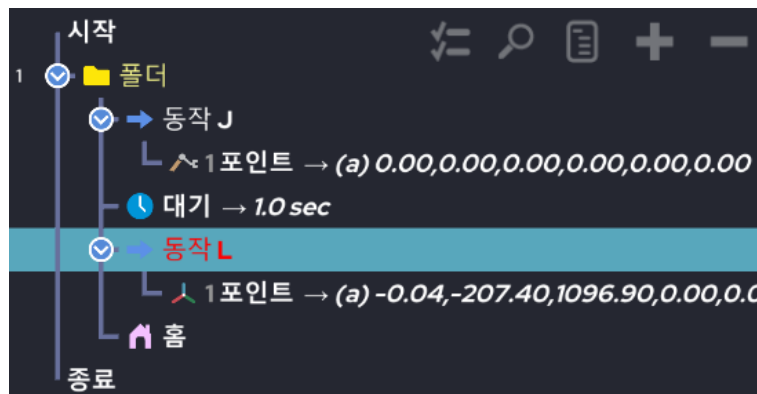 시작
1 폴더
동작 J
1 포인트 → (a) 0.00,0.00,0.00,0.00,0.00,0.00
대기 → 1.0 sec
동작 L
1 포인트 → (a) -0.04,-207.40,1096.90,0.00,0.0
홈
종료